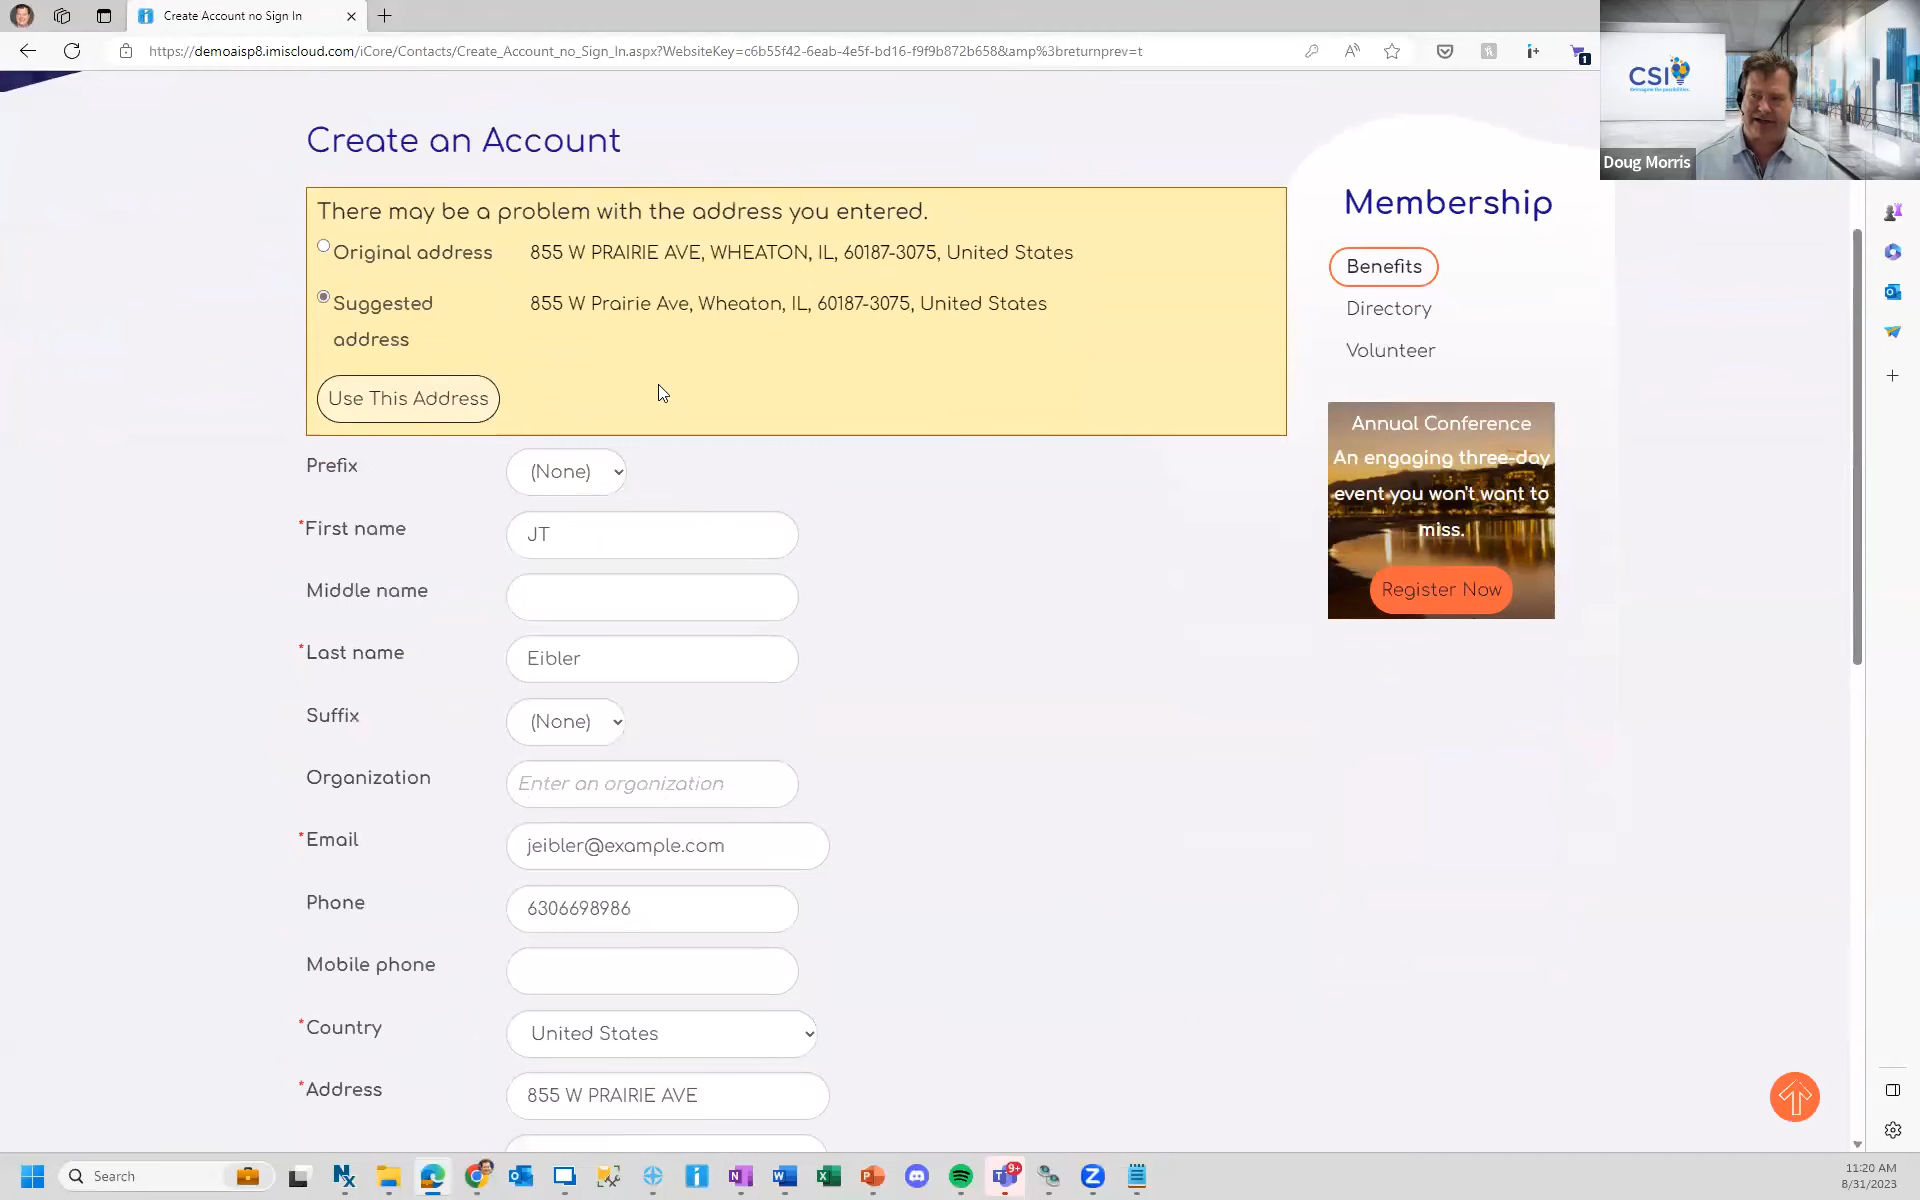 Create Account no Sign In
https://demoaisp8.imiscloud.com/iCore/Contacts/Create_Account_no_Sign_In.aspx?WebsiteKey=c6b55f42-6eab-4e5f-bd16-f9f9b872b658&amp%3breturnprev=t
1
CSI
Doug Morris
Create an Account
There may be a problem with the address you entered.
Original address 855 W PRAIRIE AVE, WHEATON, IL, 60187-3075, United States
Suggested address 855 W Prairie Ave, Wheaton, IL, 60187-3075, United States
Use This Address
Prefix (None)
*First name JT
Middle name
*Last name Eibler
Suffix (None)
Organization Enter an organization
*Email jeibler@example.com
Phone 6306698986
Mobile phone
*Country United States
*Address 855 W PRAIRIE AVE
Membership
Benefits
Directory
Volunteer
Annual Conference
An engaging three-day
event you won't want to
miss.
Register Now
Search
9+
11:20 AM
8/31/2023